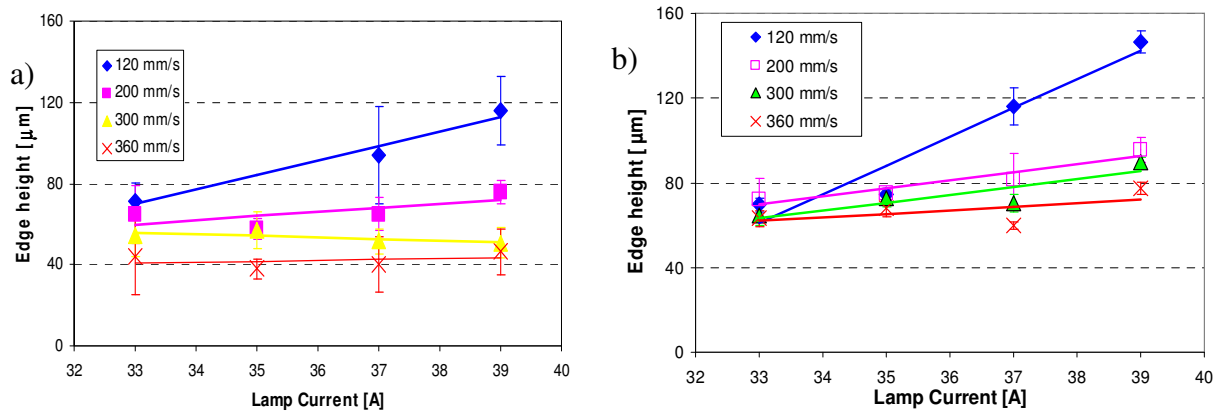 a)
Edge height [ µm]
160
120
80
40
0
120 mm/s
200 mm/s
300 mm/s
360 mm/s
32 33 34 35 36 37 38 39 40
Lamp Current [A]
b)
Edge height [ µm]
160
120
80
40
0
120 mm/s
200 mm/s
300 mm/s
360 mm/s
32 33 34 35 36 37 38 39 40
Lamp Current [A]